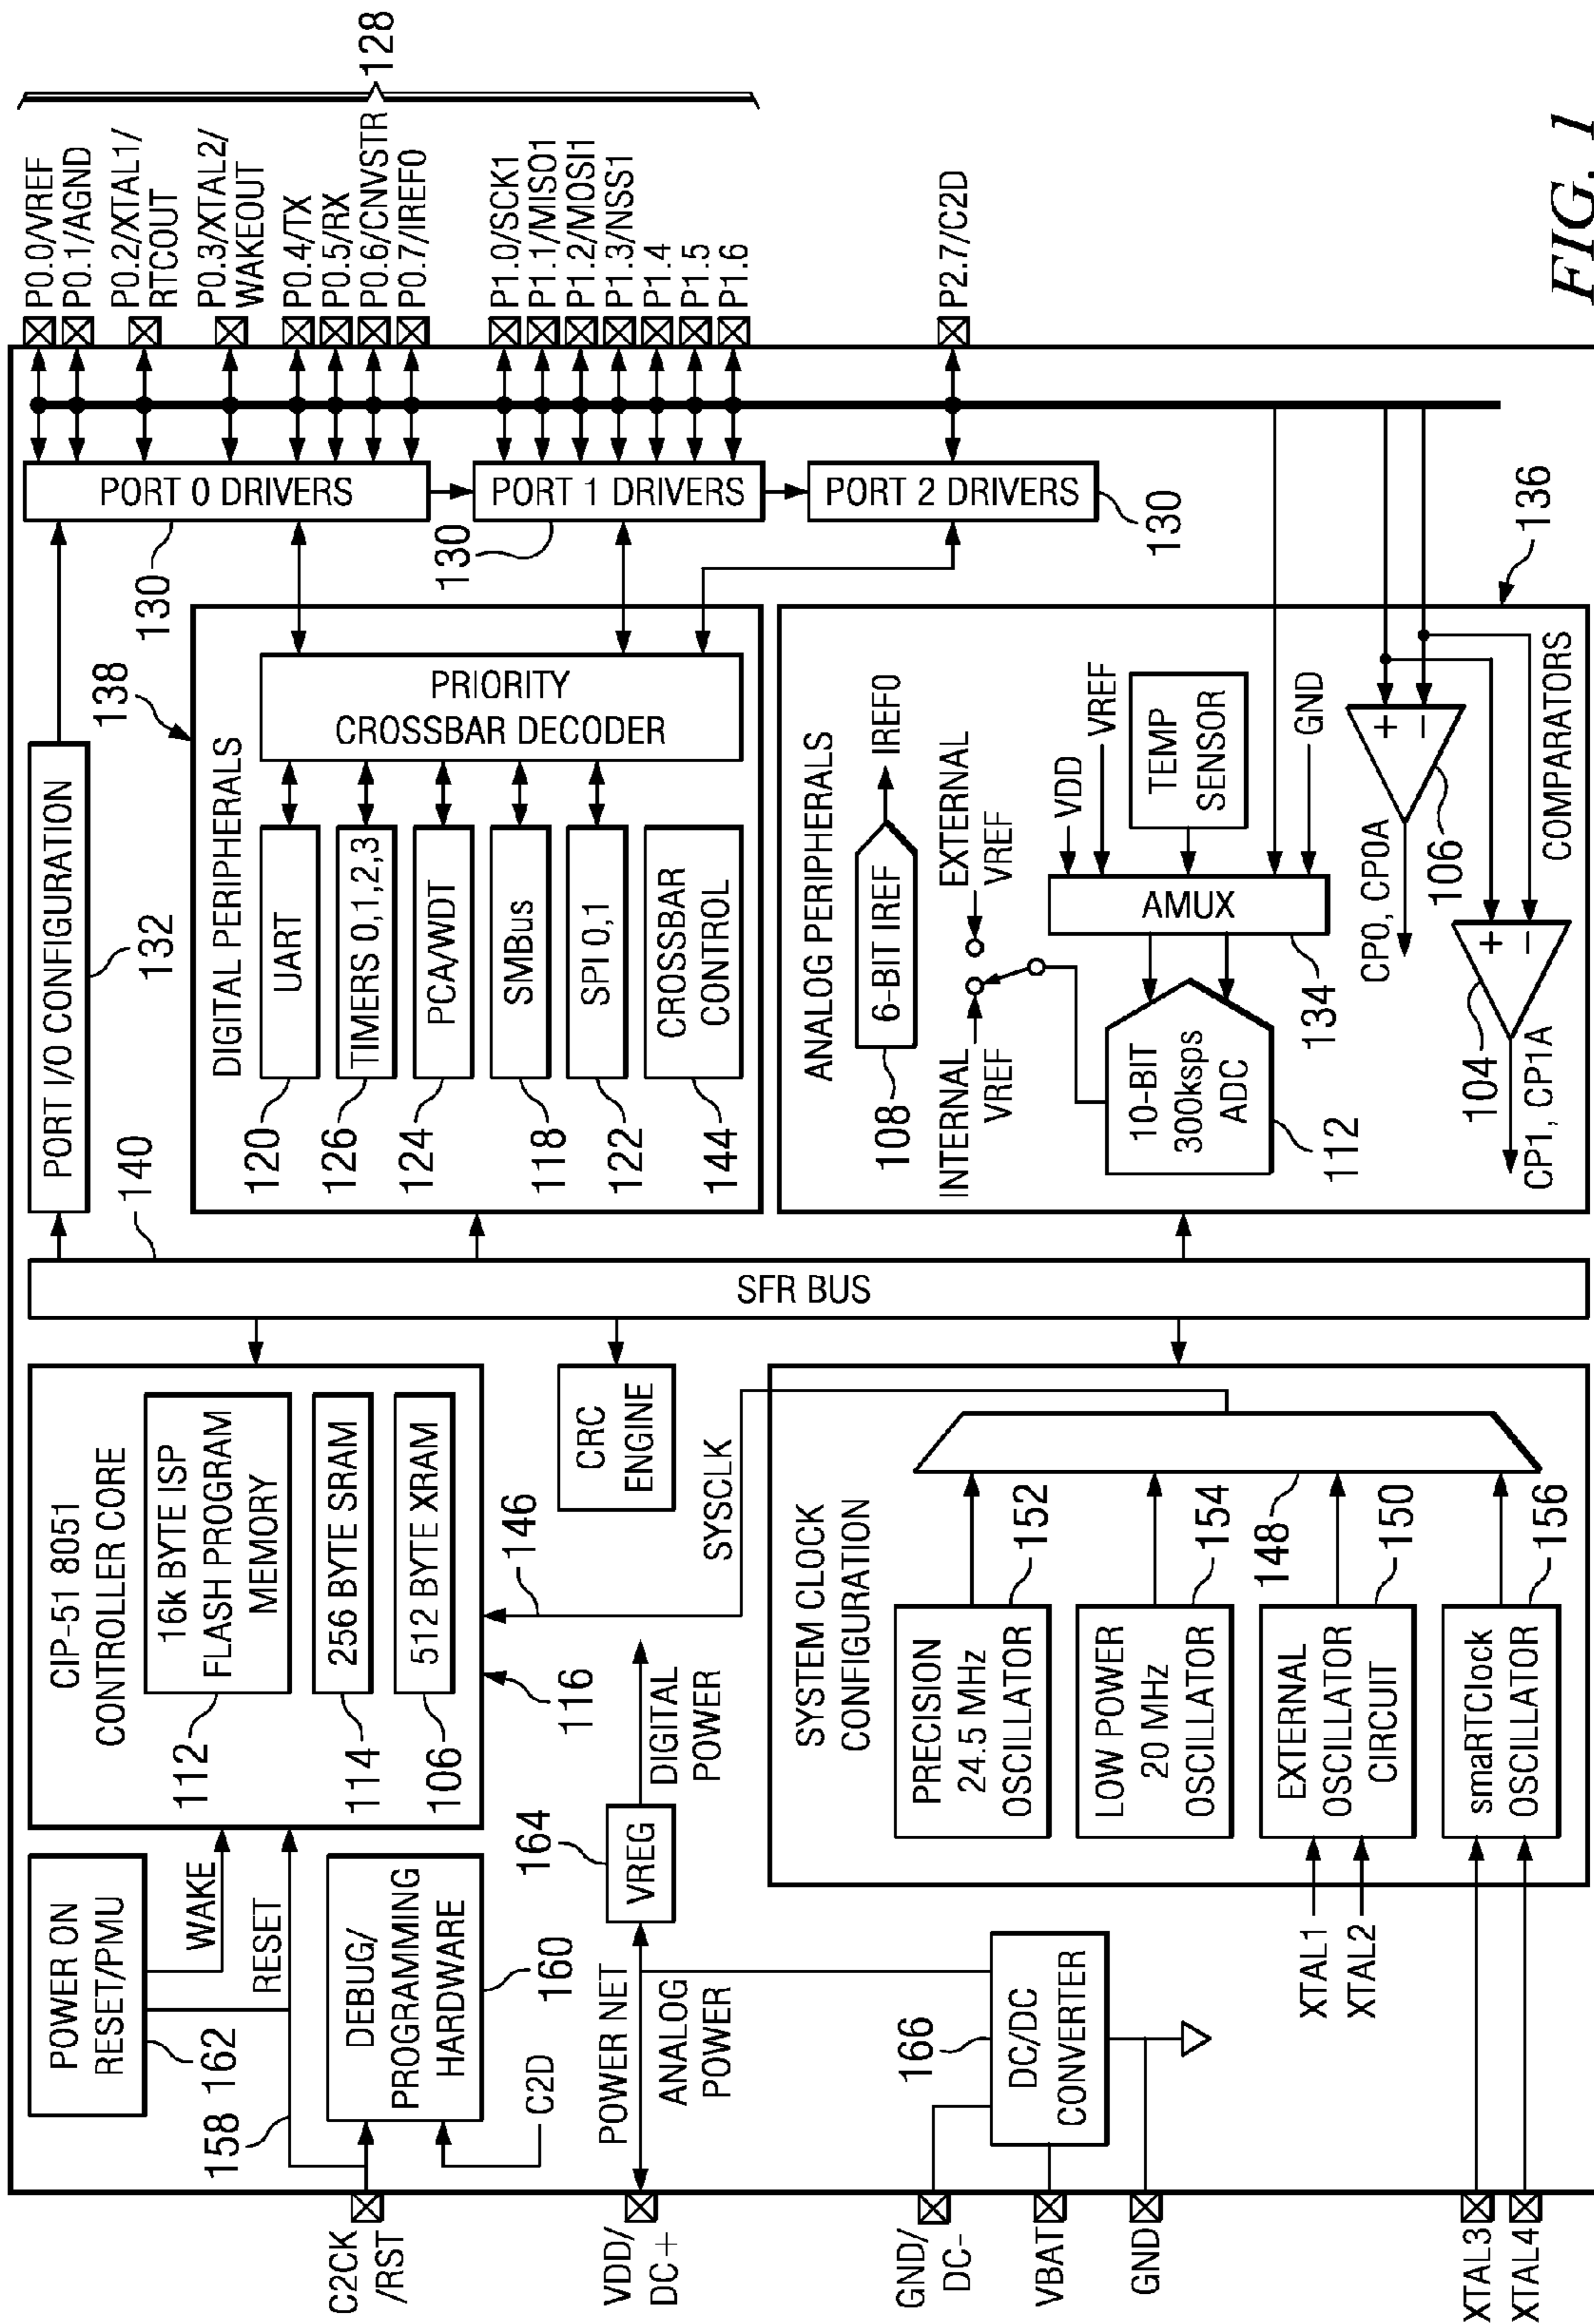 POWER ON
RESET/PMU
162
WAKE
RESET
158
C2CK
/RST
DEBUG/
PROGRAMMING
HARDWARE
160
C2D
CIP-51 8051
CONTROLLER CORE
16k BYTE ISP
FLASH PROGRAM
MEMORY
112
256 BYTE SRAM
114
512 BYTE XRAM
106
116
146
SYSCLK
CRC
ENGINE
VDD/
DC+
POWER NET
ANALOG
POWER
VREG
164
DIGITAL
POWER
GND/
DC-
VBAT
GND
166
DC/DC
CONVERTER
SYSTEM CLOCK
CONFIGURATION
PRECISION
24.5 MHz
OSCILLATOR
152
LOW POWER
20 MHz
OSCILLATOR
154
148
EXTERNAL
OSCILLATOR
CIRCUIT
150
XTAL1
XTAL2
smaRTClock
OSCILLATOR
156
XTAL3
XTAL4
SFR BUS
140
PORT I/O CONFIGURATION
132
138
DIGITAL PERIPHERALS
UART
120
TIMERS 0,1,2,3
126
PCA/WDT
124
SMBus
118
SPI 0,1
122
CROSSBAR
CONTROL
144
PRIORITY
CROSSBAR DECODER
PORT 0 DRIVERS
130
PORT 1 DRIVERS
130
PORT 2 DRIVERS
130
P0.0/VREF
P0.1/AGND
P0.2/XTAL1/
RTCOUT
P0.3/XTAL2/
WAKEOUT
P0.4/TX
P0.5/RX
P0.6/CNVSTR
P0.7/IREF0
P1.0/SCK1
P1.1/MISO1
P1.2/MOSI1
P1.3/NSS1
P1.4
P1.5
P1.6
128
P2.7/C2D
ANALOG PERIPHERALS
136
6-BIT IREF
108
IREF0
INTERNAL
VREF
EXTERNAL
VREF
VDD
VREF
TEMP
SENSOR
GND
AMUX
134
10-BIT
300ksps
ADC
112
+
−
106
CP0, CP0A
+
−
104
CP1, CP1A
COMPARATORS
FIG. 1